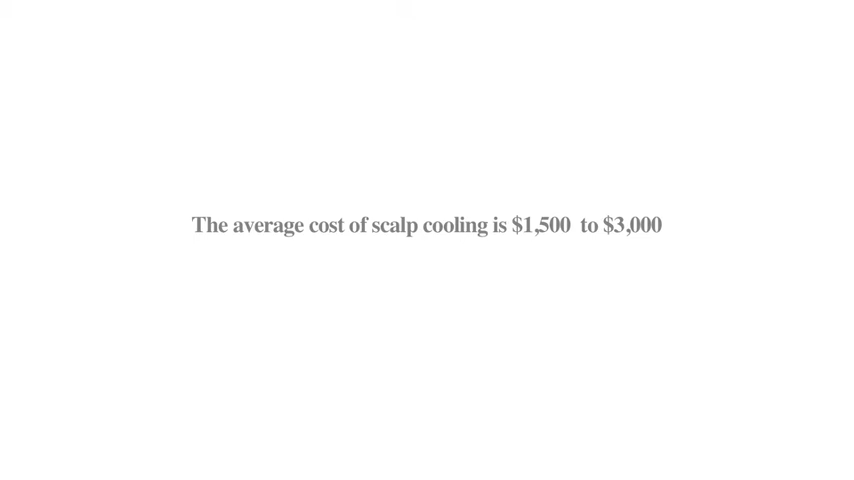 The average cost of scalp cooling is $1,500  to $3,000